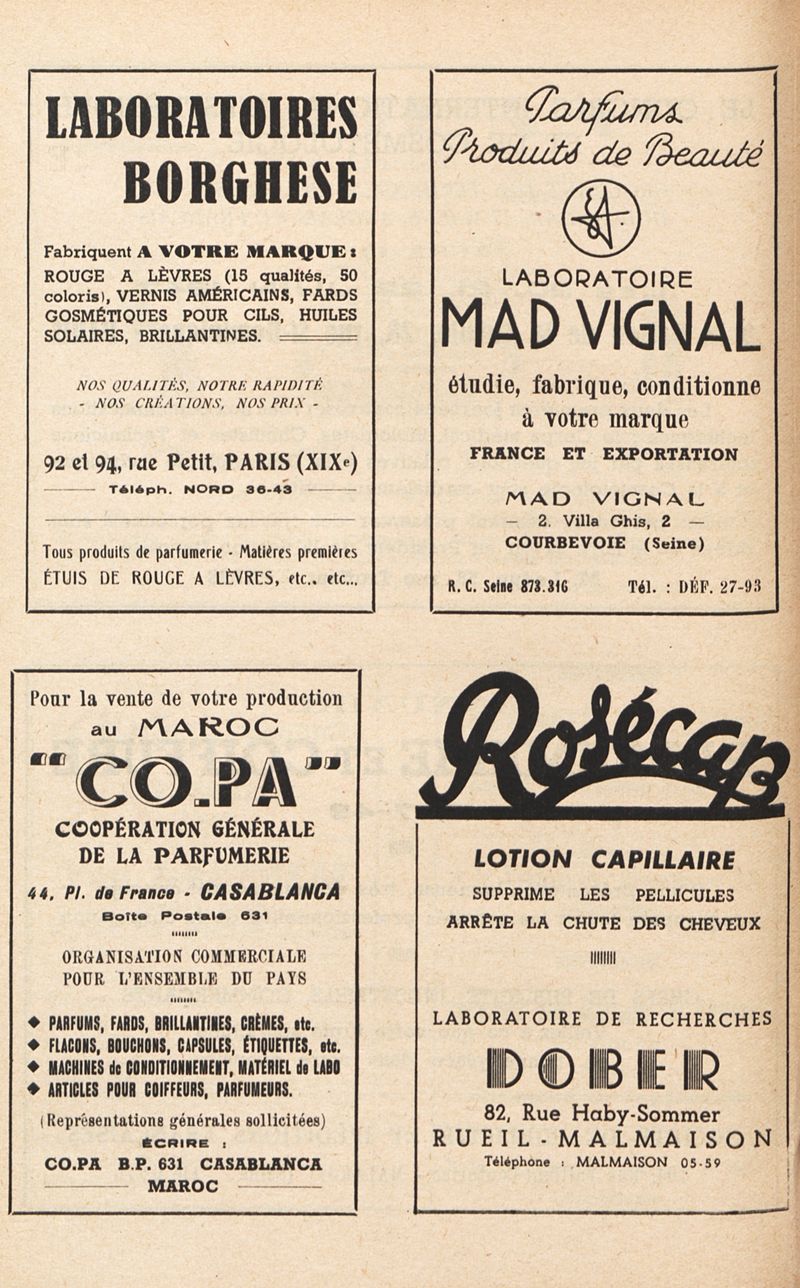 LABORATOIRES
BORGHESE
Fabriquent A VOTRE MARQUE :
ROUGE A LÈVRES (15 qualités, 50
coloris), VERNIS AMÉRICAINS, FARDS
GOSMÉTIQUES POUR CILS, HUILES
SOLAIRES, BRILLANTINES.
NOS QUALITÉS, NOTRE RAPIDITÉ
- NOS CRÉATIONS, NOS PRIX -
92 et 94, rue Petit, PARIS (XIXe)
Téléph. NORD 36-43
Tous produits de parfumerie - Matières premières
ÉTUIS DE ROUGE A LÈVRES, etc.. etc...
Parfums
Produits de Beauté
LABORATOIRE
MAD VIGNAL
étudie, fabrique, conditionne
à votre marque
FRANCE ET EXPORTATION
MAD VIGNAL
— 2, Villa Ghis, 2 —
COURBEVOIE (Seine)
R. C. Seine 873.316 Tél. : DÉF. 27-93
Pour la vente de votre production
au MAROC
"CO.PA"
COOPÉRATION GÉNÉRALE
DE LA PARFUMERIE
44, Pl. de France - CASABLANCA
Boîte Postale 631
ORGANISATION COMMERCIALE
POUR L'ENSEMBLE DU PAYS
◆ PARFUMS, FARDS, BRILLANTINES, CRÈMES, etc.
◆ FLACONS, BOUCHONS, CAPSULES, ÉTIQUETTES, etc.
◆ MACHINES de CONDITIONNEMENT, MATÉRIEL de LABO
◆ ARTICLES POUR COIFFEURS, PARFUMEURS.
(Représentations générales sollicitées)
ÉCRIRE :
CO.PA B.P. 631 CASABLANCA
MAROC
Rosécap
LOTION CAPILLAIRE
SUPPRIME LES PELLICULES
ARRÊTE LA CHUTE DES CHEVEUX
LABORATOIRE DE RECHERCHES
DOBER
82, Rue Haby-Sommer
RUEIL-MALMAISON
Téléphone : MALMAISON 05-59